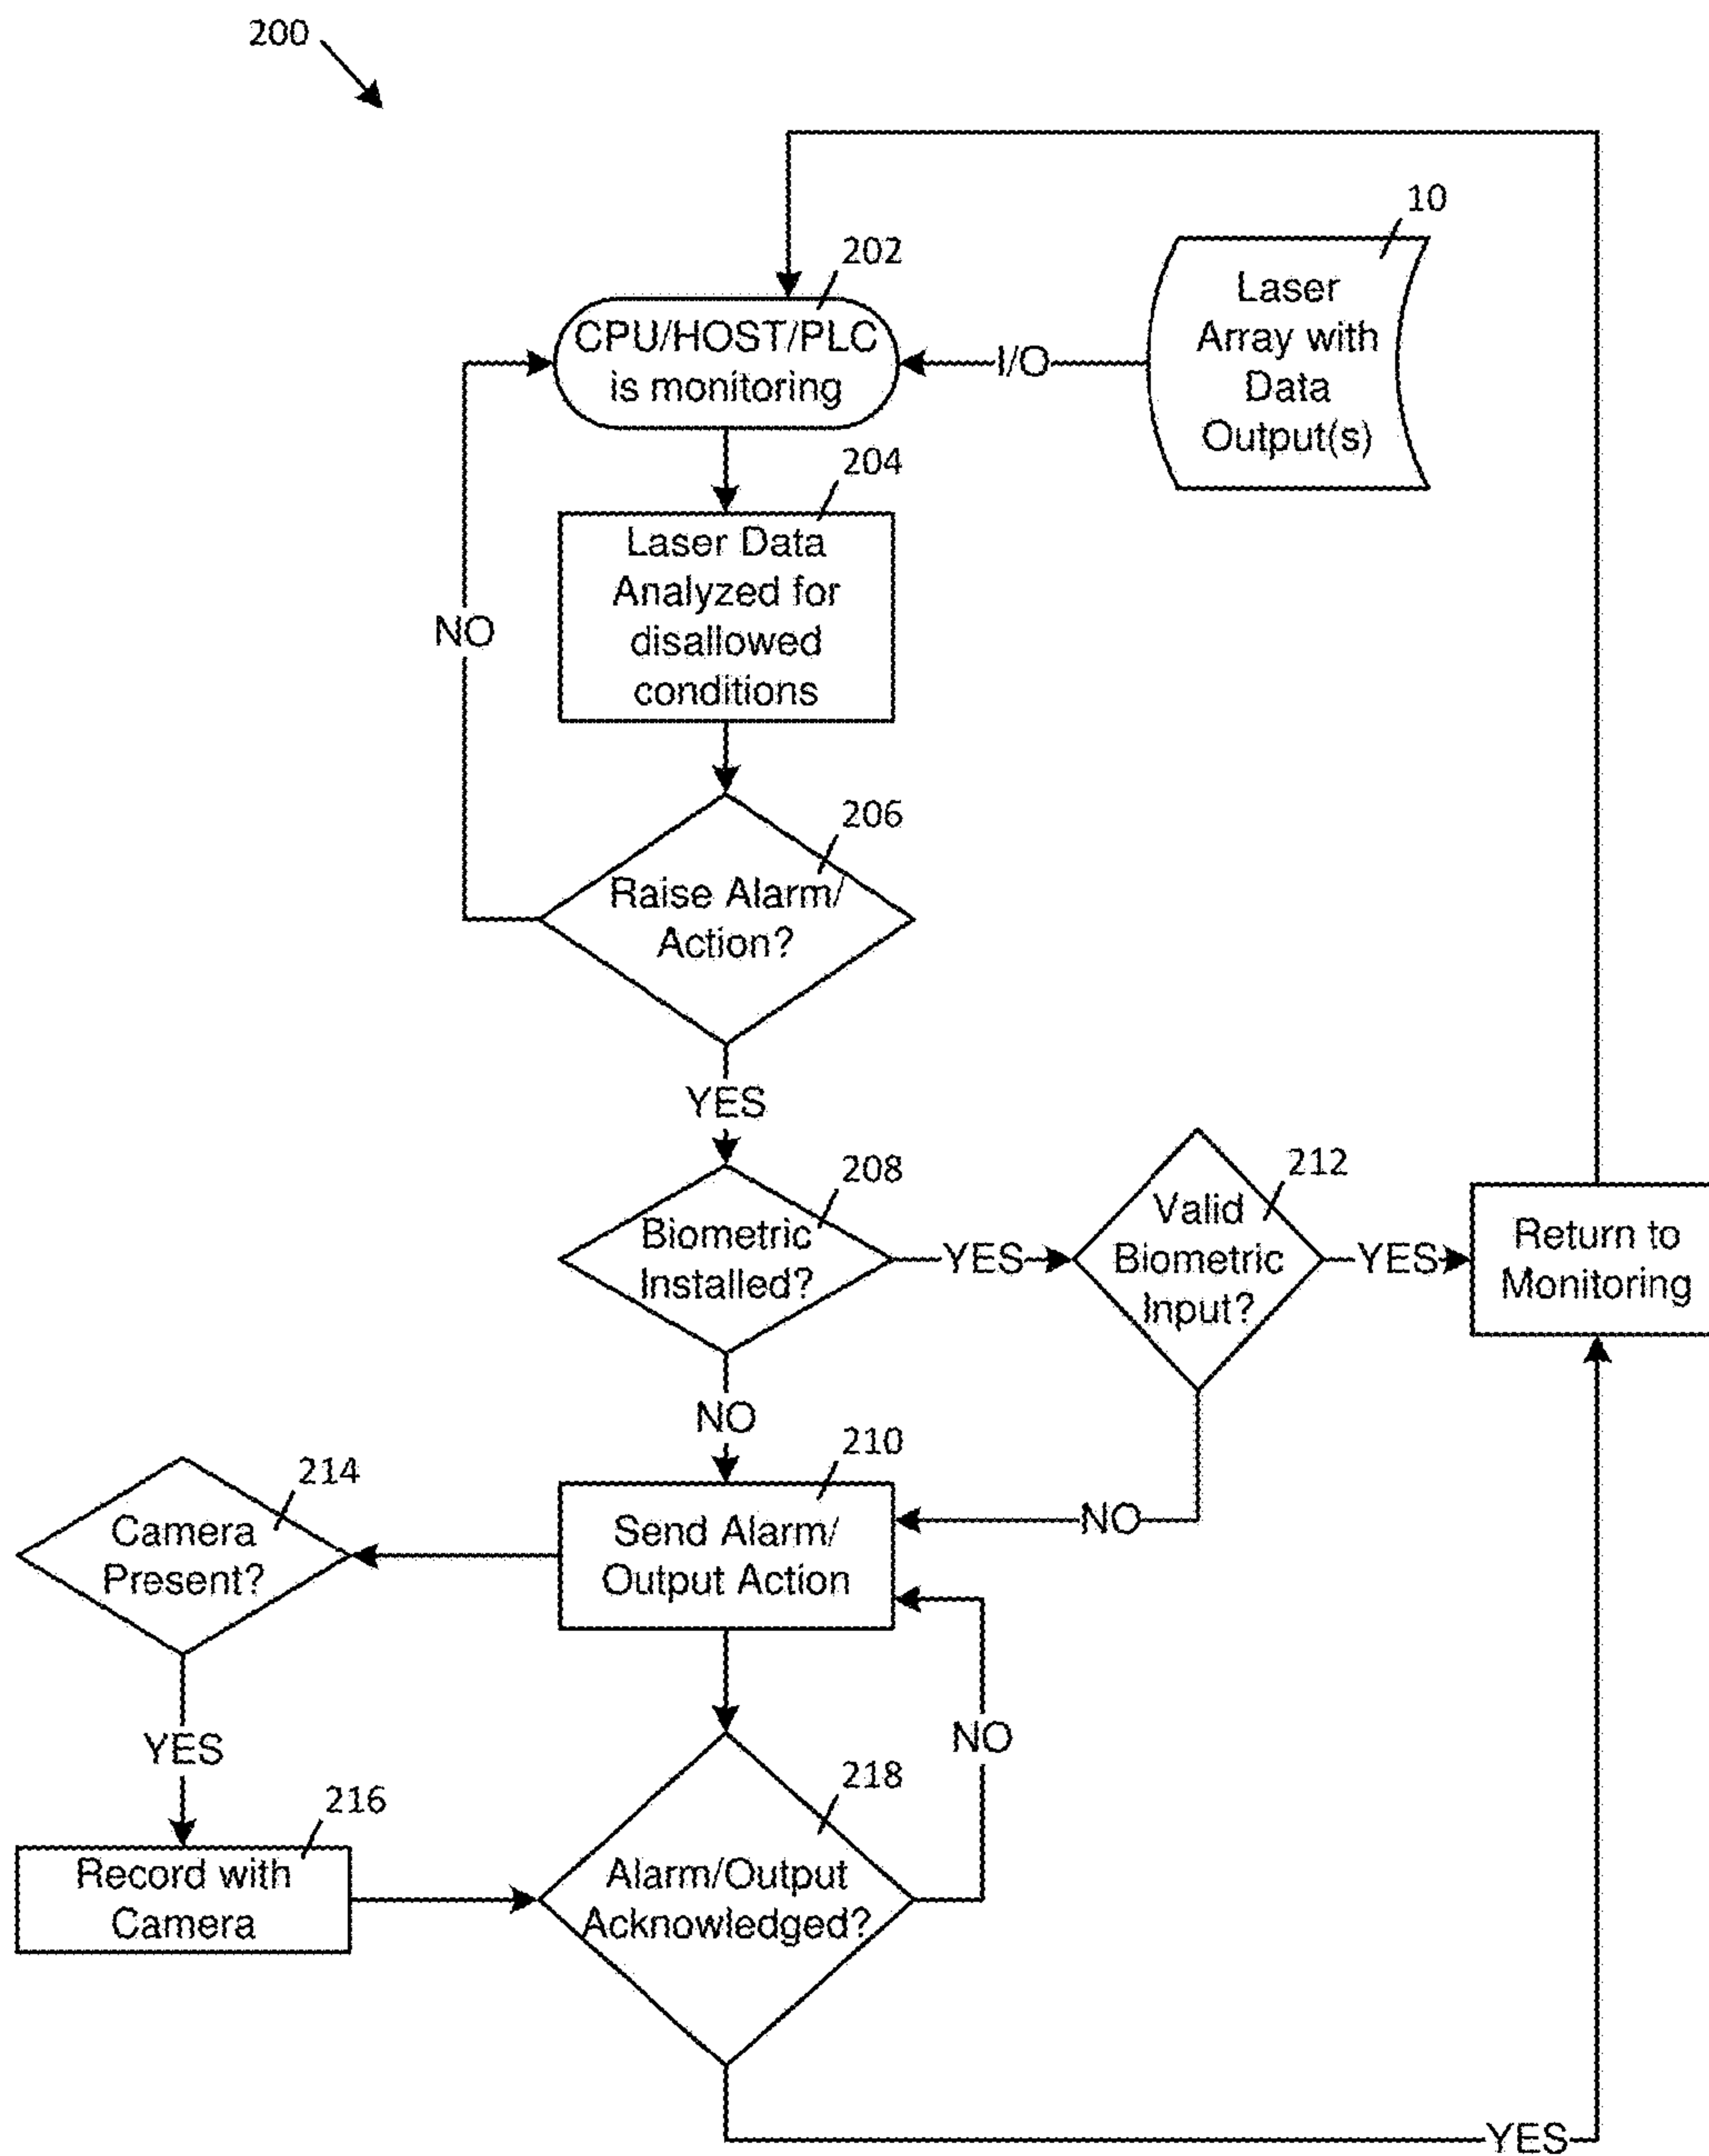 200
10
Laser
Array with
Data
Output(s)
202
CPU/HOST/PLC
is monitoring
I/O
204
Laser Data
Analyzed for
disallowed
conditions
NO
206
Raise Alarm/
Action?
YES
208
Biometric
Installed?
YES
212
Valid
Biometric
Input?
YES
Return to
Monitoring
NO
210
Send Alarm/
Output Action
NO
214
Camera
Present?
YES
216
Record with
Camera
218
Alarm/Output
Acknowledged?
NO
YES